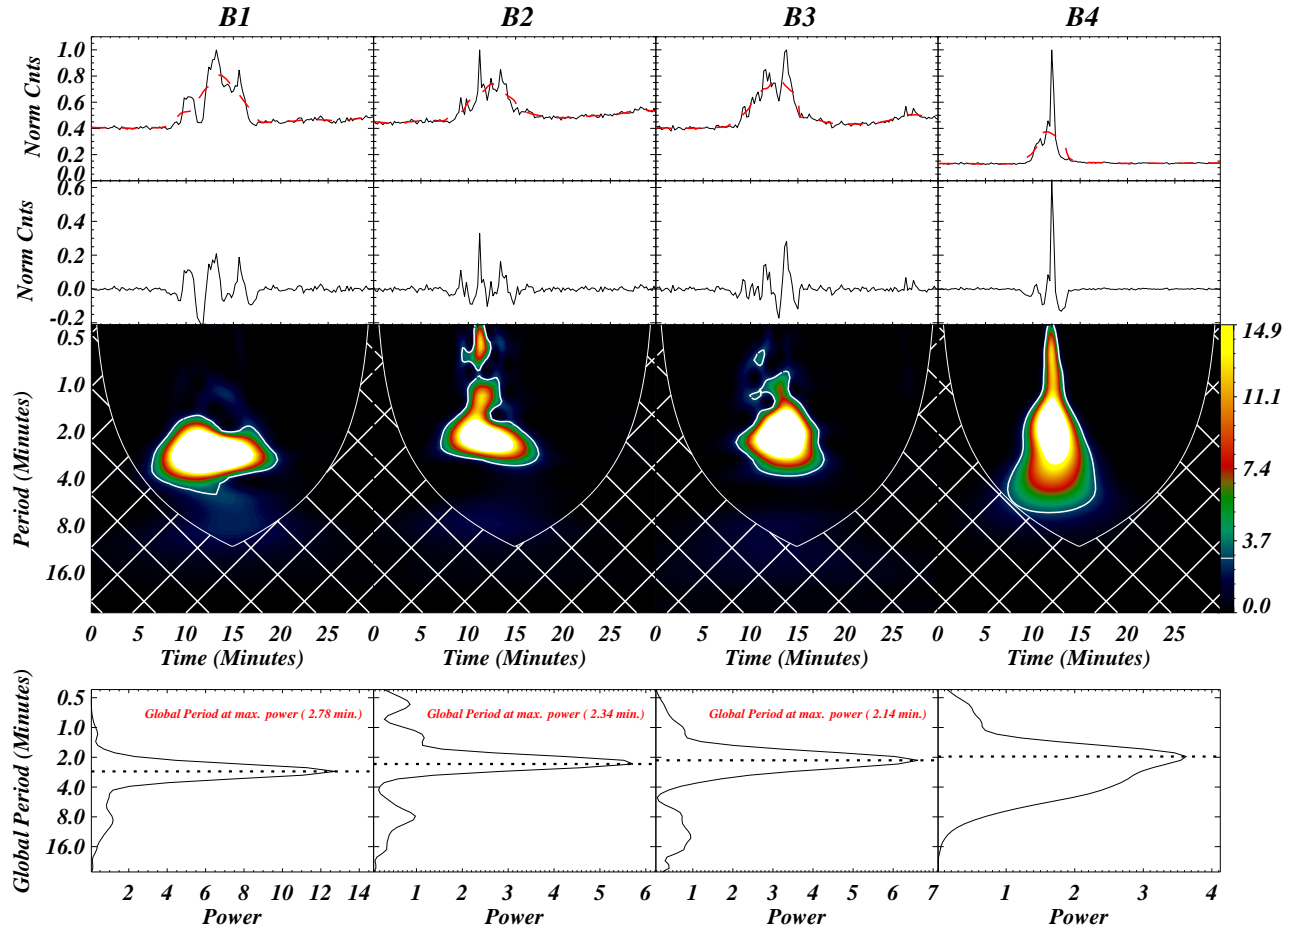 B1 B2 B3 B4
Norm Cnts
1.0
0.8
0.6
0.4
0.2
0.0
Norm Cnts
0.6
0.4
0.2
0.0
-0.2
Period (Minutes)
0.5
1.0
2.0
4.0
8.0
16.0
14.9
11.1
7.4
3.7
0.0
0 5 10 15 20 25 0 5 10 15 20 25 0 5 10 15 20 25 0 5 10 15 20 25
Time (Minutes) Time (Minutes) Time (Minutes) Time (Minutes)
Global Period (Minutes)
0.5
1.0
2.0
4.0
8.0
16.0
Global Period at max. power ( 2.78 min.) Global Period at max. power ( 2.34 min.) Global Period at max. power ( 2.14 min.)
2 4 6 8 10 12 14 1 2 3 4 5 6 1 2 3 4 5 6 7 1 2 3 4
Power Power Power Power